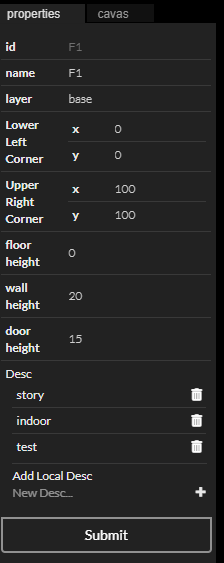 properties cavas
id F1
name F1
layer base
Lower x 0
Left
Corner y 0
Upper x 100
Right
Corner y 100
floor
height 0
wall
height 20
door
height 15
Desc
story
indoor
test
Add Local Desc
New Desc... +
Submit